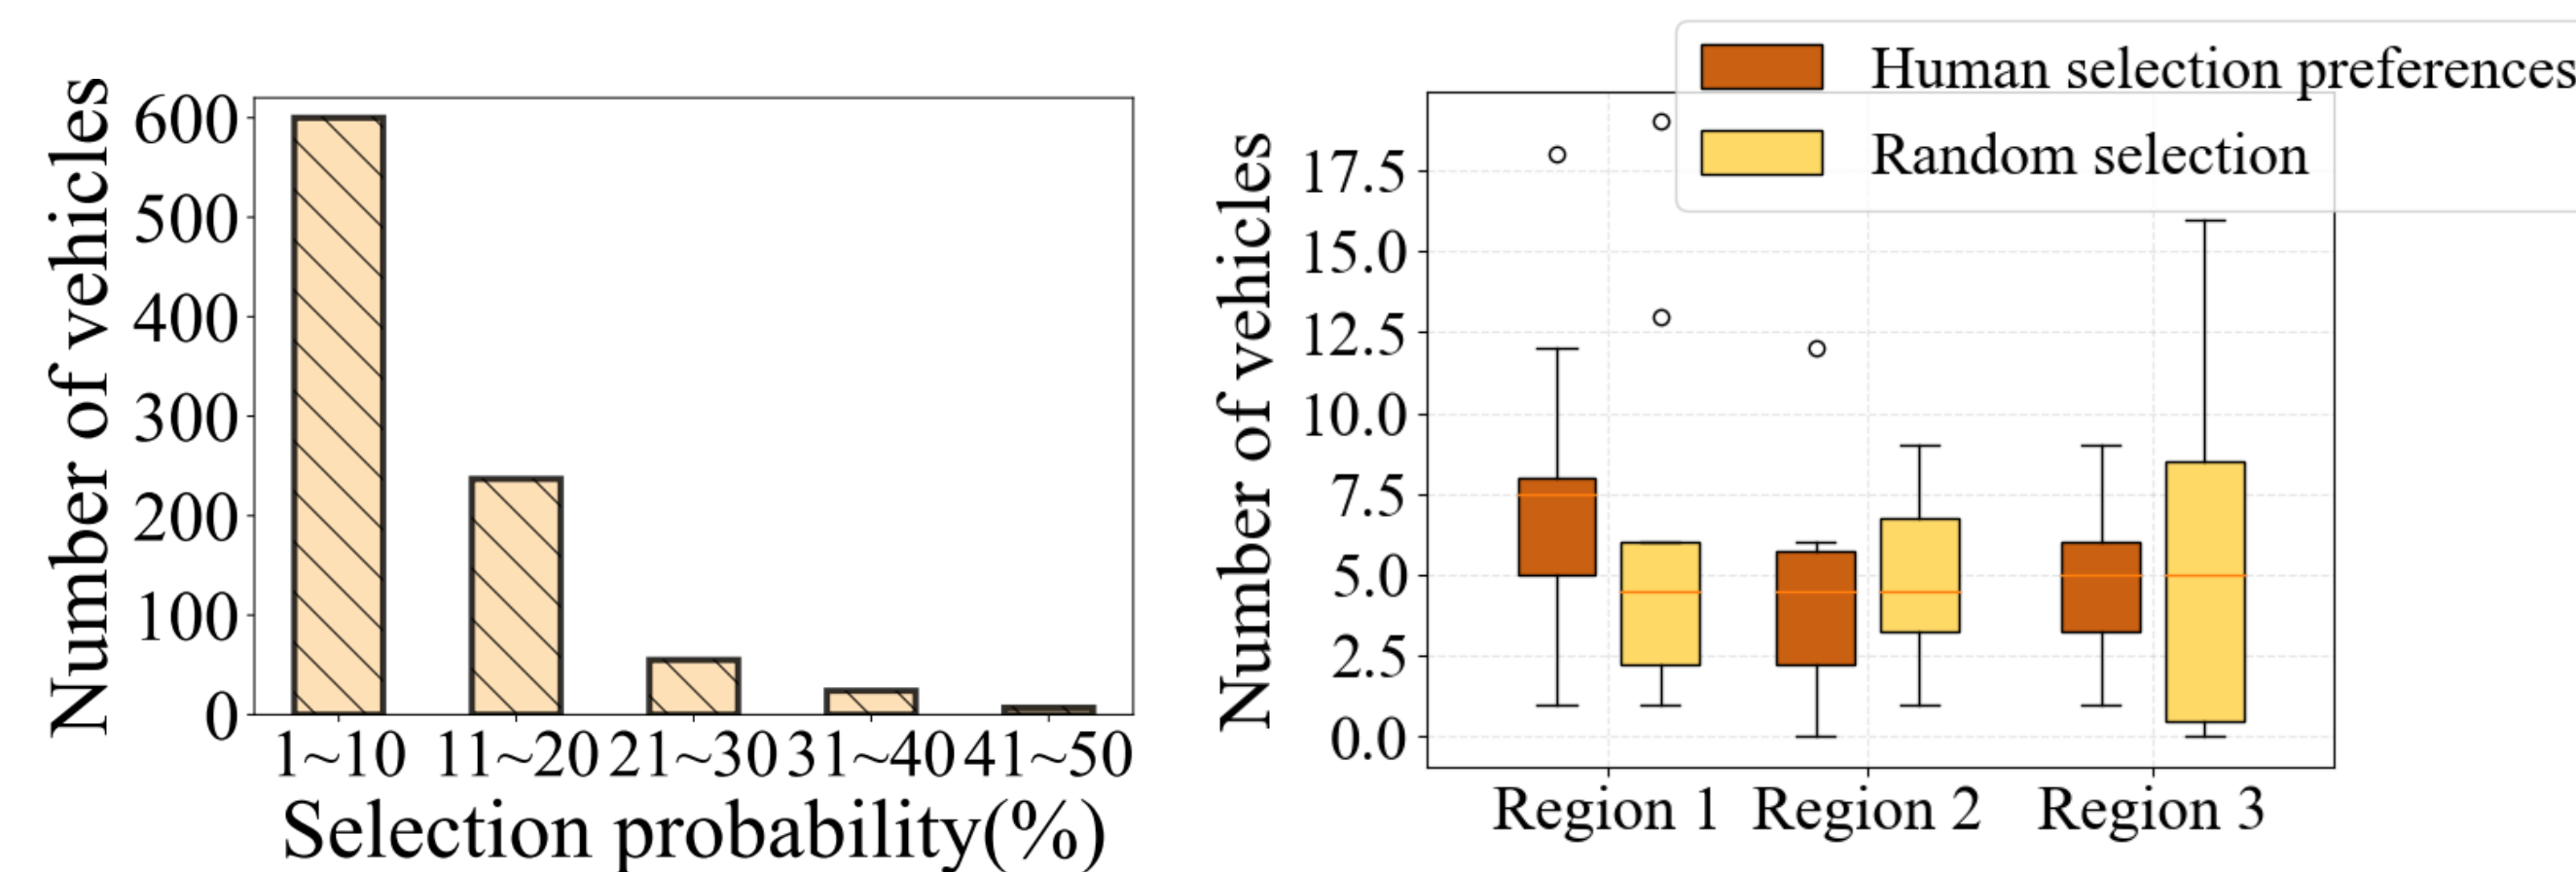 Number of vehicles
600
500
400
300
200
100
0
1~10 11~20 21~30 31~40 41~50
Selection probability(%)
Human selection preferences
Random selection
Number of vehicles
17.5
15.0
12.5
10.0
7.5
5.0
2.5
0.0
Region 1 Region 2 Region 3